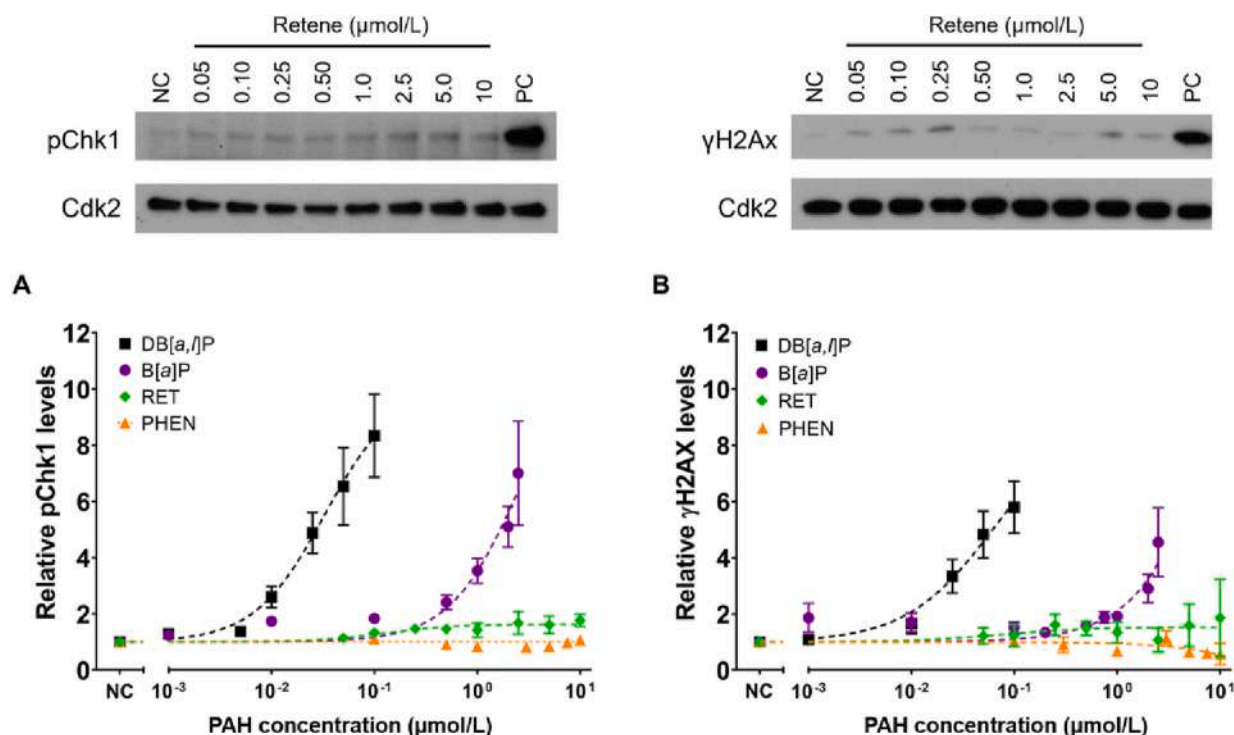 Retene (µmol/L)
NC 0.05 0.10 0.25 0.50 1.0 2.5 5.0 10 PC
pChk1
Cdk2
Retene (µmol/L)
NC 0.05 0.10 0.25 0.50 1.0 2.5 5.0 10 PC
γH2Ax
Cdk2
A
Relative pChk1 levels
12
10
8
6
4
2
0
DB[a,l]P
B[a]P
RET
PHEN
NC 10⁻³ 10⁻² 10⁻¹ 10⁰ 10¹
PAH concentration (µmol/L)
B
Relative γH2AX levels
12
10
8
6
4
2
0
DB[a,l]P
B[a]P
RET
PHEN
NC 10⁻³ 10⁻² 10⁻¹ 10⁰ 10¹
PAH concentration (µmol/L)